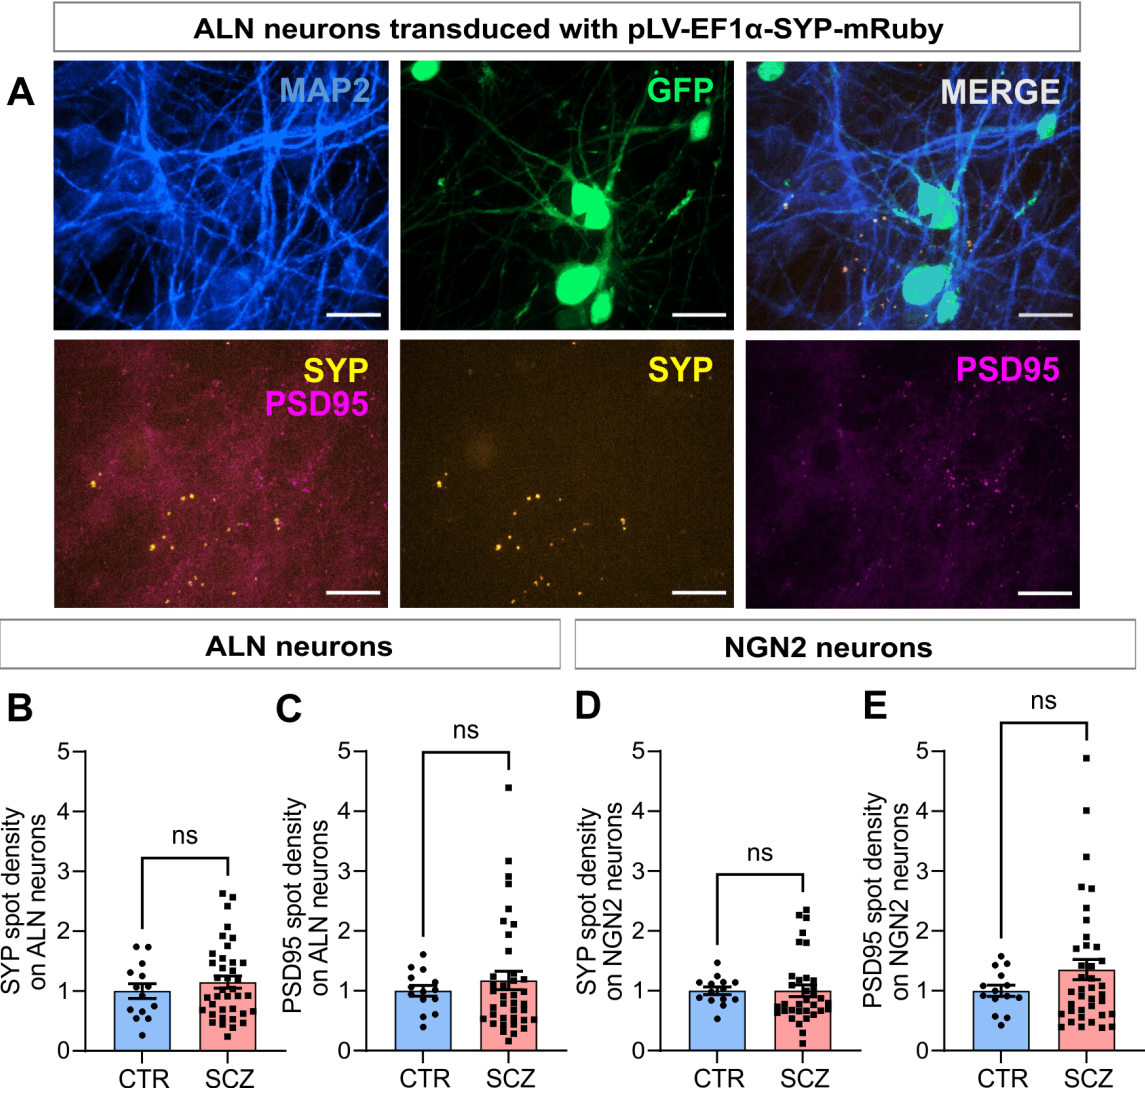 ALN neurons transduced with pLV-EF1α-SYP-mRuby
A
MAP2
GFP
MERGE
SYP
PSD95
SYP
PSD95
ALN neurons
NGN2 neurons
B
SYP spot density
on ALN neurons
5
4
3
2
1
0
ns
CTR
SCZ
C
PSD95 spot density
on ALN neurons
5
4
3
2
1
0
ns
CTR
SCZ
D
SYP spot density
on NGN2 neurons
5
4
3
2
1
0
ns
CTR
SCZ
E
PSD95 spot density
on NGN2 neurons
5
4
3
2
1
0
ns
CTR
SCZ